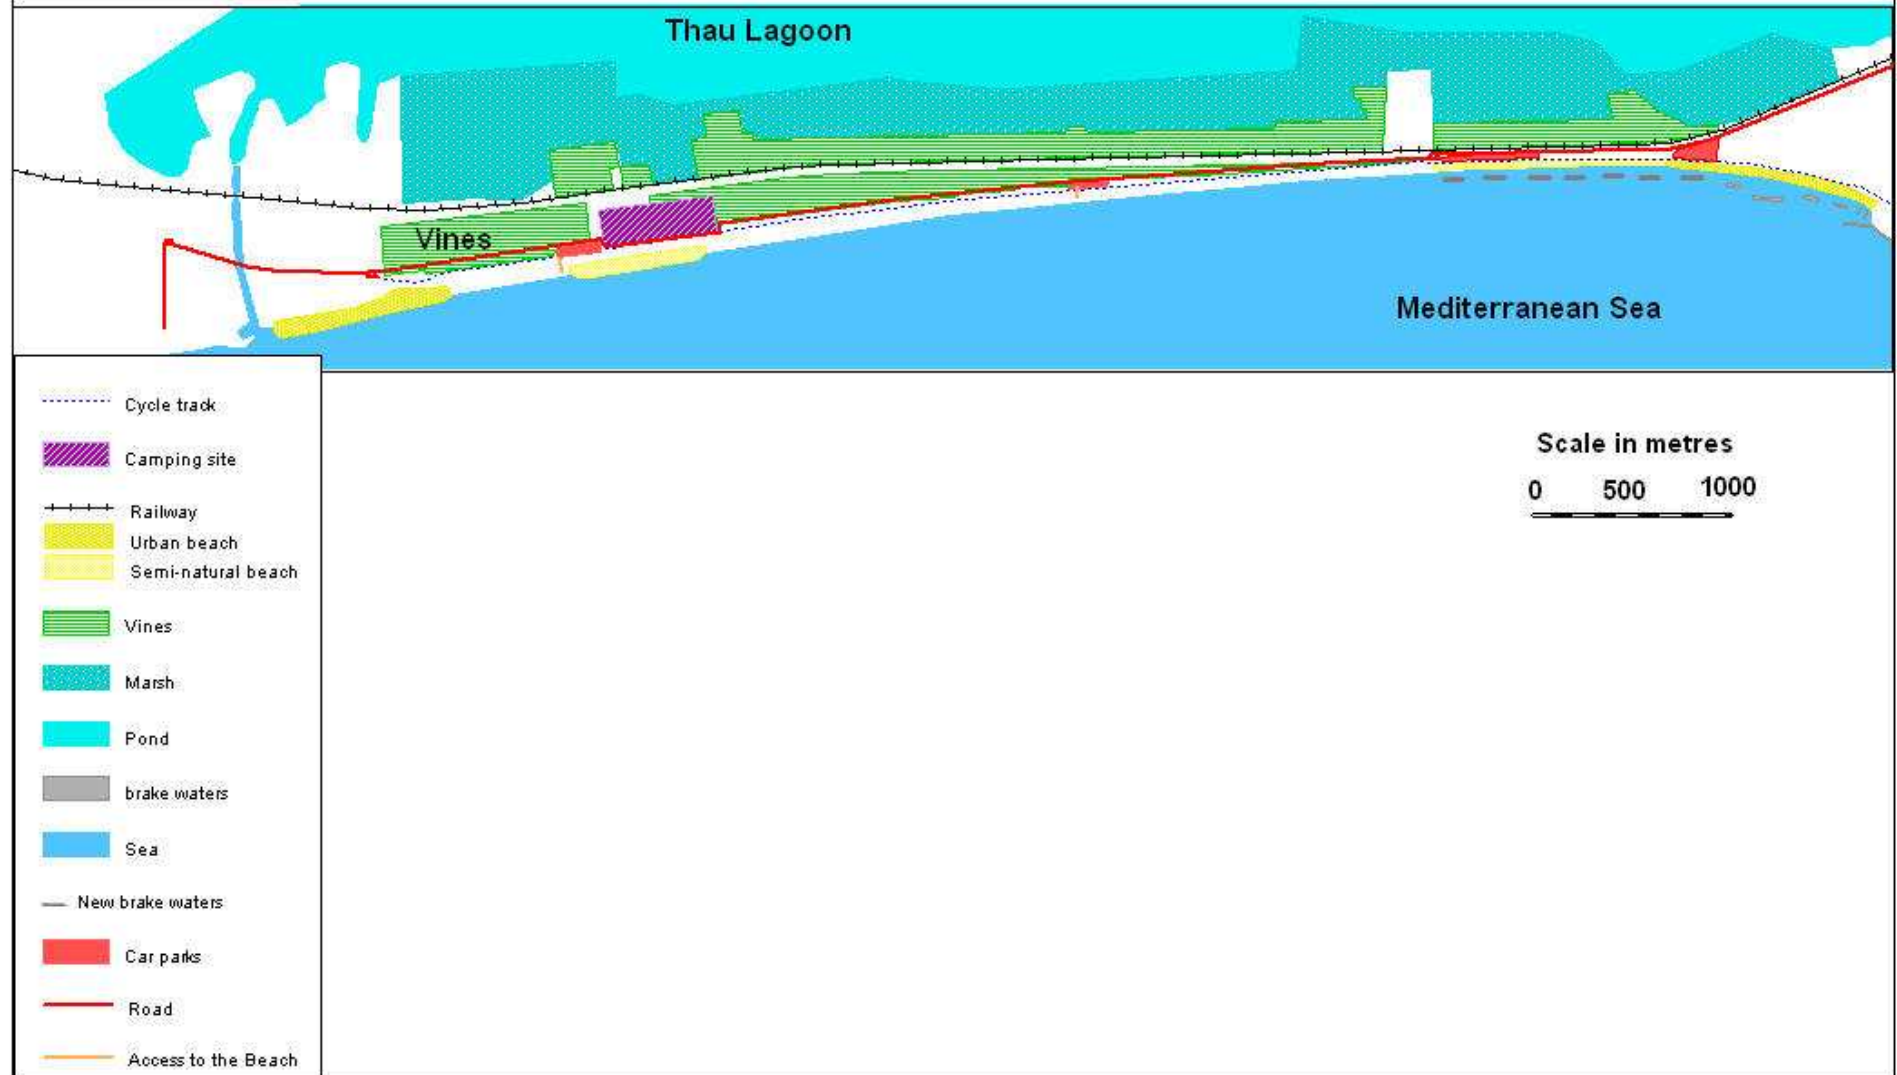 Thau Lagoon
Vines
Mediterranean Sea
Cycle track
Camping site
Railway
Urban beach
Semi-natural beach
Vines
Marsh
Pond
brake waters
Sea
New brake waters
Car parks
Road
Access to the Beach
Scale in metres
0 500 1000